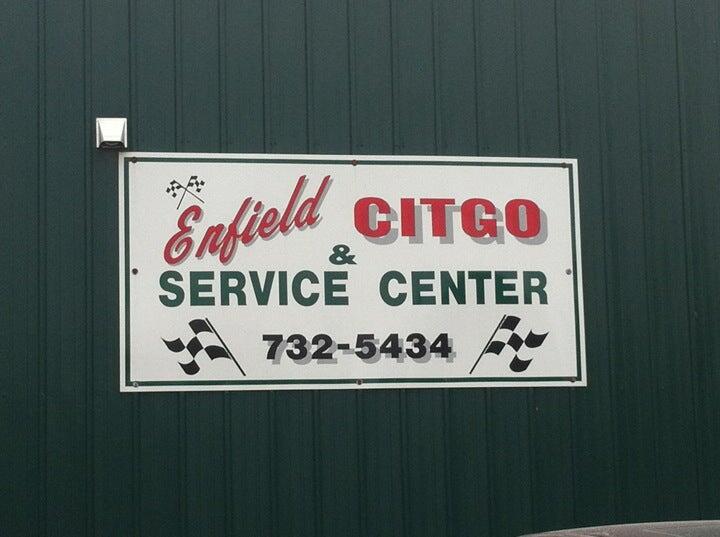 Enfield CITGO
&
SERVICE CENTER
732-5434